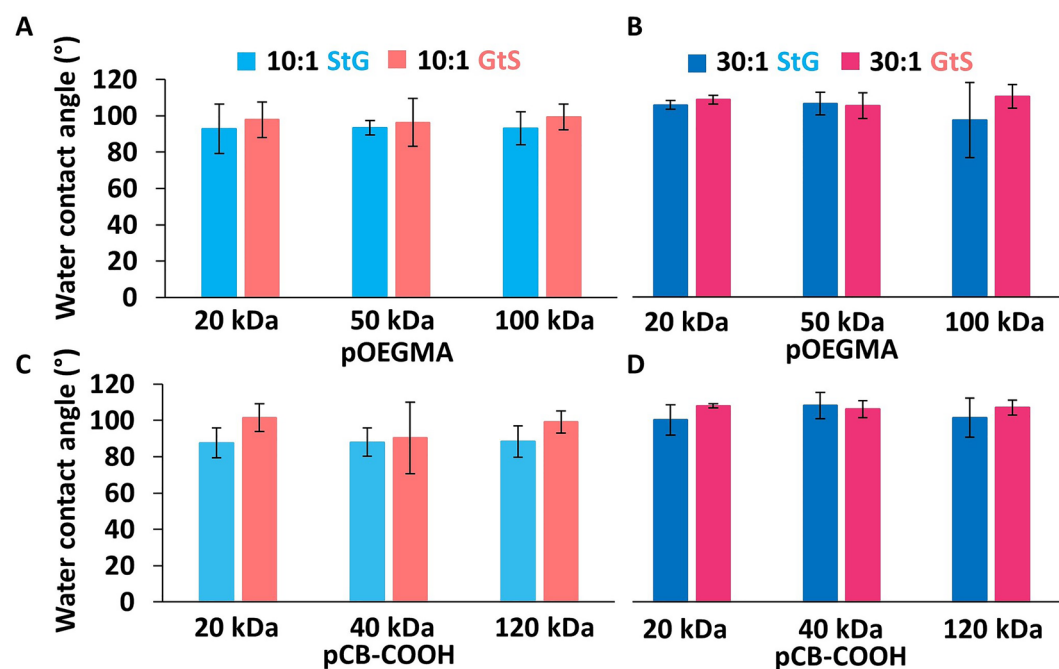 A
B
10:1 StG 10:1 GtS
30:1 StG 30:1 GtS
Water contact angle (°)
120
100
80
60
40
20
0
20 kDa 50 kDa 100 kDa
pOEGMA
20 kDa 50 kDa 100 kDa
pOEGMA
C
D
Water contact angle (°)
120
100
80
60
40
20
0
20 kDa 40 kDa 120 kDa
pCB-COOH
20 kDa 40 kDa 120 kDa
pCB-COOH